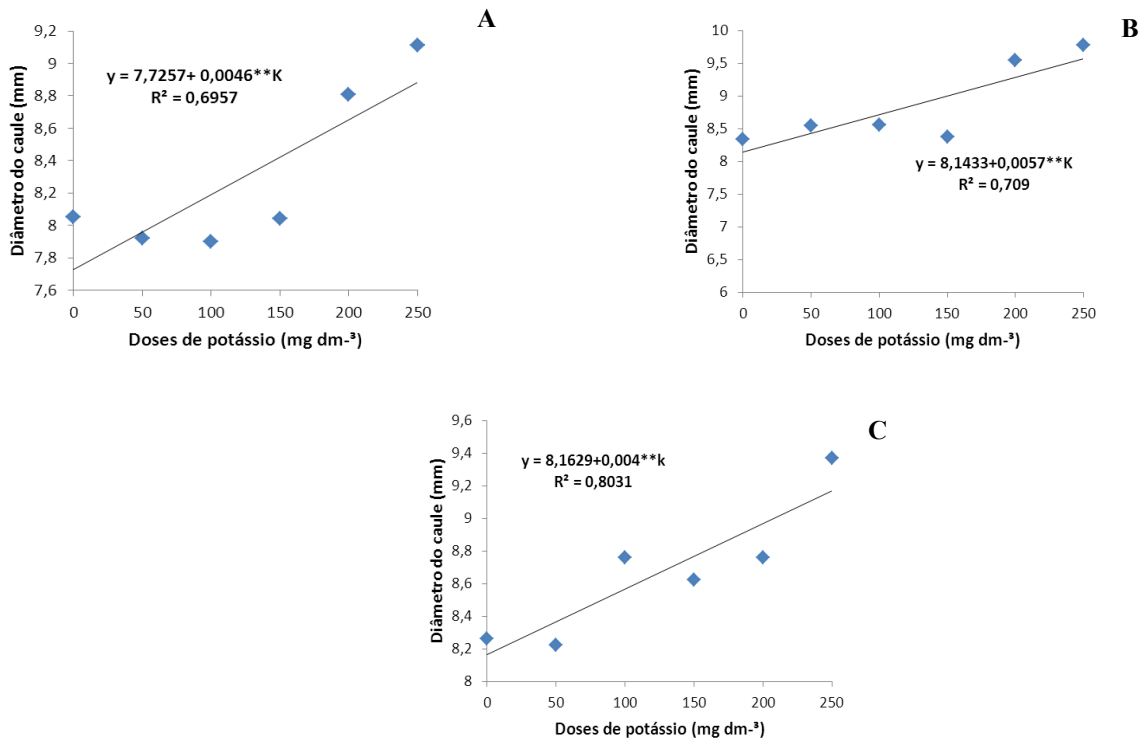 A
Diâmetro do caule (mm)
9,2
9
8,8
8,6
8,4
8,2
8
7,8
7,6
y = 7,7257+ 0,0046**K
R² = 0,6957
0 50 100 150 200 250
Doses de potássio (mg dm-³)
B
Diâmetro do caule (mm)
10
9,5
9
8,5
8
7,5
7
6,5
6
y = 8,1433+0,0057**K
R² = 0,709
0 50 100 150 200 250
Doses de potássio (mg dm-³)
C
Diâmetro do caule (mm)
9,6
9,4
9,2
9
8,8
8,6
8,4
8,2
8
y = 8,1629+0,004**k
R² = 0,8031
0 50 100 150 200 250
Doses de potássio (mg dm-³)